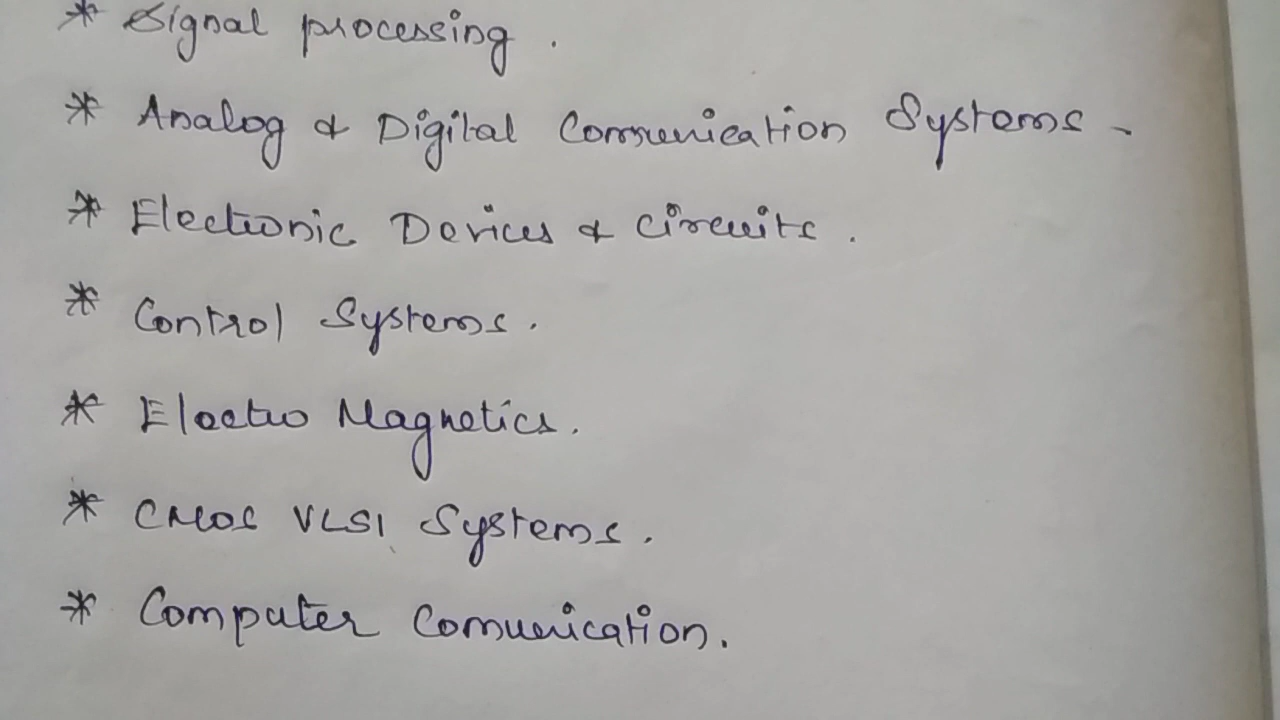 * Signal processing.
* Analog & Digital Communication Systems.
* Electronic Devices & circuits.
* Control Systems.
* Electro Magnetics.
* CMOS VLSI Systems.
* Computer Comunication.